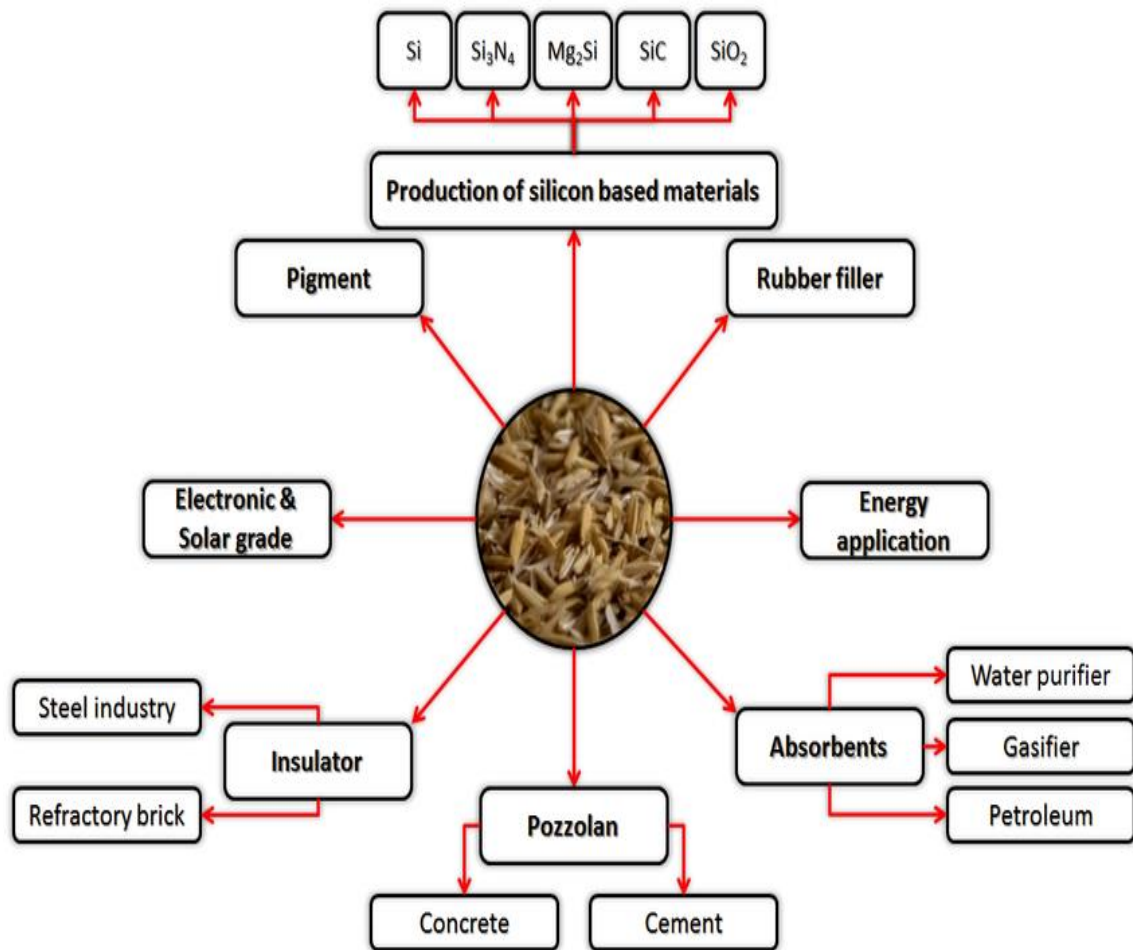 Si
Si₃N₄
Mg₂Si
SiC
SiO₂
Production of silicon based materials
Pigment
Rubber filler
Electronic &
Solar grade
Energy
application
Steel industry
Insulator
Refractory brick
Water purifier
Absorbents
Gasifier
Petroleum
Pozzolan
Concrete
Cement